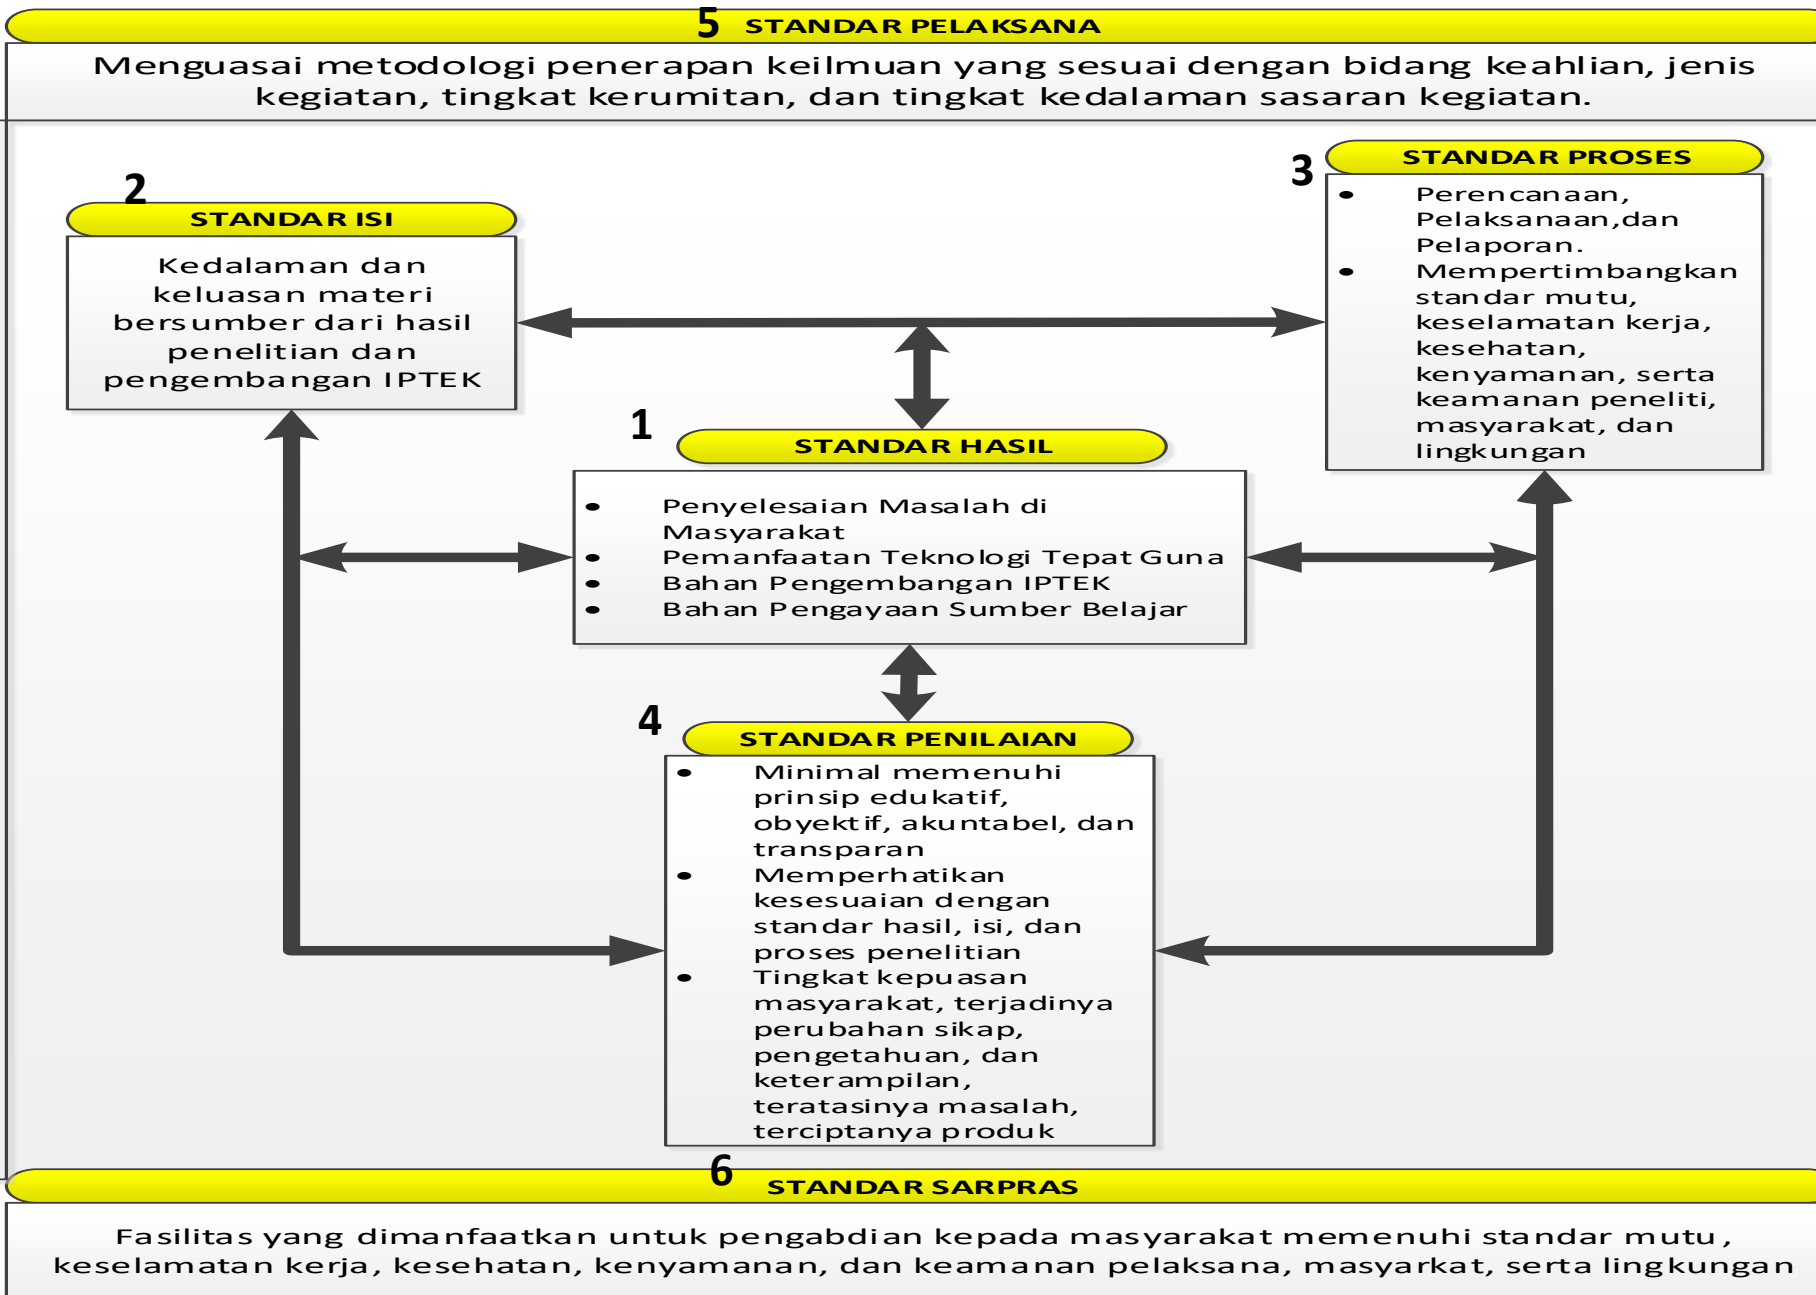 5 STANDAR PELAKSANA
Menguasai metodologi penerapan keilmuan yang sesuai dengan bidang keahlian, jenis
kegiatan, tingkat kerumitan, dan tingkat kedalaman sasaran kegiatan.
2
STANDAR ISI
Kedalaman dan
keluasan materi
bersumber dari hasil
penelitian dan
pengembangan IPTEK
3 STANDAR PROSES
• Perencanaan,
Pelaksanaan,dan
Pelaporan.
• Mempertimbangkan
standar mutu,
keselamatan kerja,
kesehatan,
kenyamanan, serta
keamanan peneliti,
masyarakat, dan
lingkungan
1
STANDAR HASIL
• Penyelesaian Masalah di
Masyarakat
• Pemanfaatan Teknologi Tepat Guna
• Bahan Pengembangan IPTEK
• Bahan Pengayaan Sumber Belajar
4
STANDAR PENILAIAN
• Minimal memenuhi
prinsip edukatif,
obyektif, akuntabel, dan
transparan
• Memperhatikan
kesesuaian dengan
standar hasil, isi, dan
proses penelitian
• Tingkat kepuasan
masyarakat, terjadinya
perubahan sikap,
pengetahuan, dan
keterampilan,
teratasinya masalah,
terciptanya produk
6 STANDAR SARPRAS
Fasilitas yang dimanfaatkan untuk pengabdian kepada masyarakat memenuhi standar mutu,
keselamatan kerja, kesehatan, kenyamanan, dan keamanan pelaksana, masyarkat, serta lingkungan